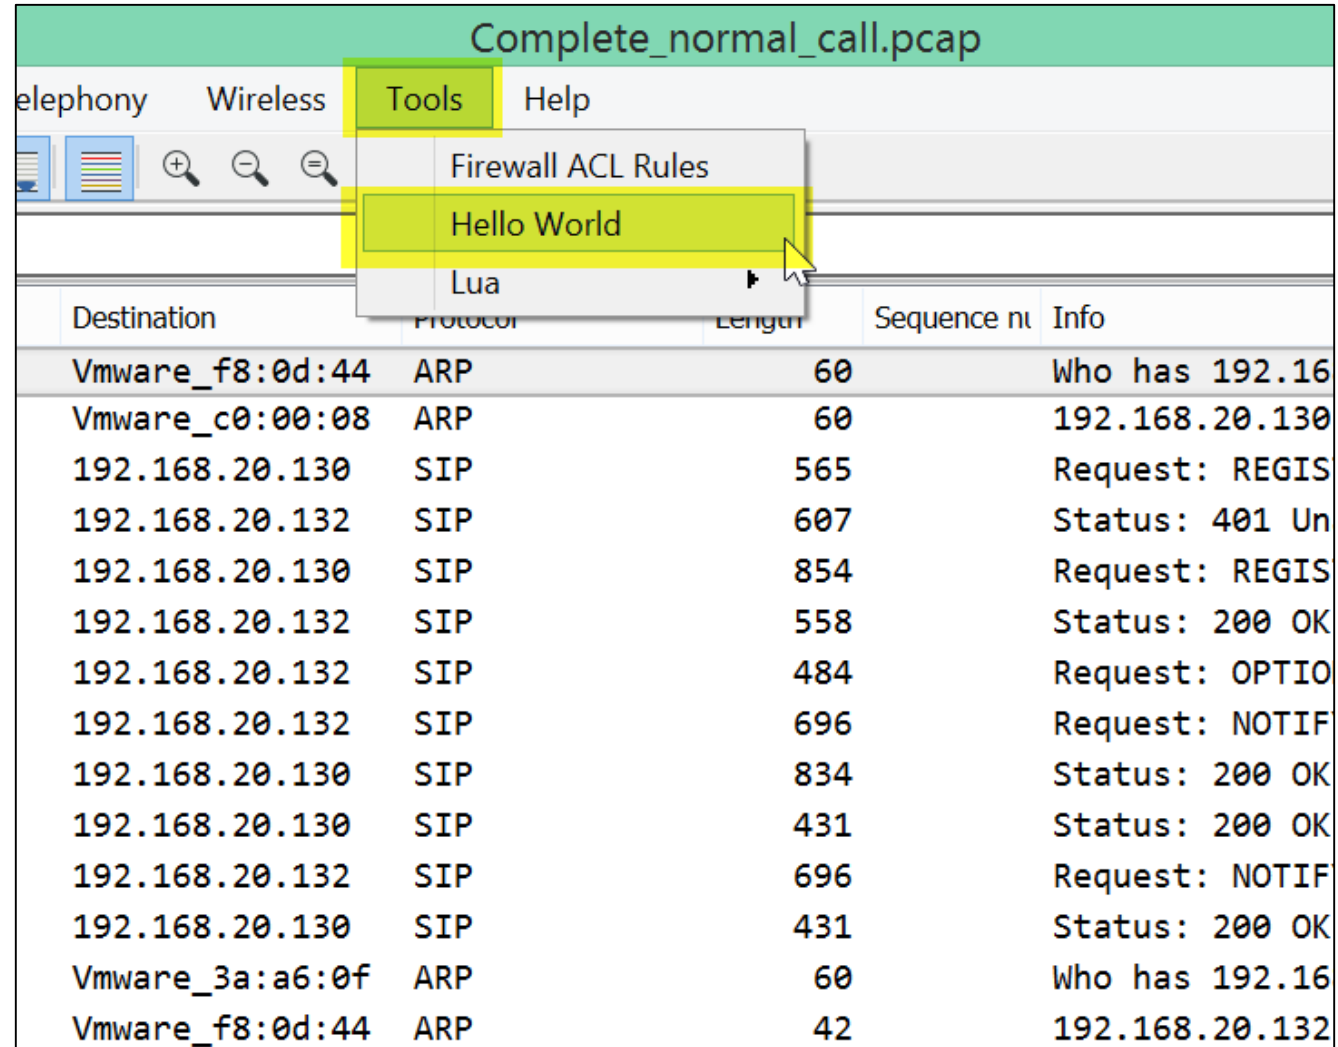 Complete_normal_call.pcap
elephony Wireless Tools Help
Firewall ACL Rules
Hello World
Lua
Destination Protocol Length Sequence nu Info
Vmware_f8:0d:44 ARP 60 Who has 192.16
Vmware_c0:00:08 ARP 60 192.168.20.130
192.168.20.130 SIP 565 Request: REGIS
192.168.20.132 SIP 607 Status: 401 Un
192.168.20.130 SIP 854 Request: REGIS
192.168.20.132 SIP 558 Status: 200 OK
192.168.20.132 SIP 484 Request: OPTIO
192.168.20.132 SIP 696 Request: NOTIF
192.168.20.130 SIP 834 Status: 200 OK
192.168.20.130 SIP 431 Status: 200 OK
192.168.20.132 SIP 696 Request: NOTIF
192.168.20.130 SIP 431 Status: 200 OK
Vmware_3a:a6:0f ARP 60 Who has 192.16
Vmware_f8:0d:44 ARP 42 192.168.20.132